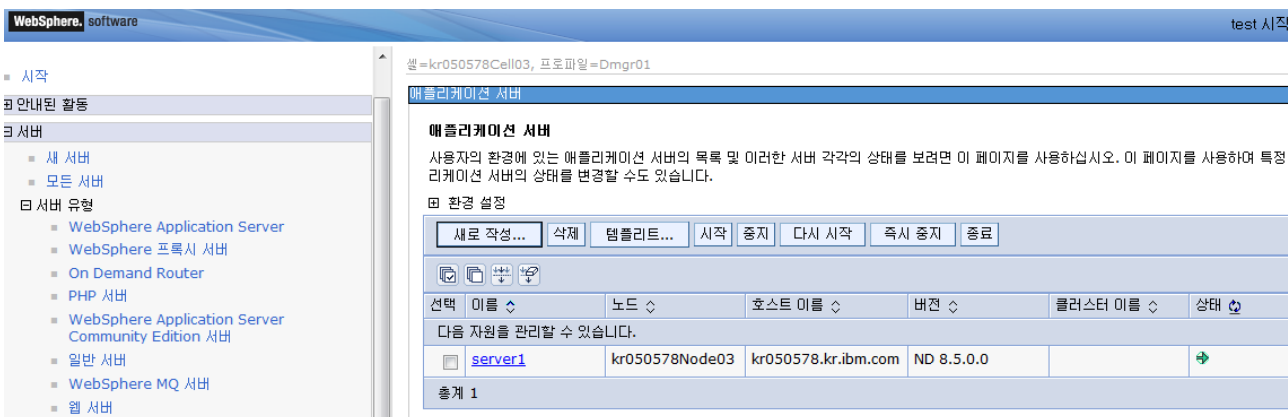 WebSphere. software
test 시작
시작
안내된 활동
서버
새 서버
모든 서버
서버 유형
WebSphere Application Server
WebSphere 프록시 서버
On Demand Router
PHP 서버
WebSphere Application Server
Community Edition 서버
일반 서버
WebSphere MQ 서버
웹 서버
셀=kr050578Cell03, 프로파일=Dmgr01
애플리케이션 서버
애플리케이션 서버
사용자의 환경에 있는 애플리케이션 서버의 목록 및 이러한 서버 각각의 상태를 보려면 이 페이지를 사용하십시오. 이 페이지를 사용하여 특정
리케이션 서버의 상태를 변경할 수도 있습니다.
환경 설정
새로 작성... 삭제 템플리트... 시작 중지 다시 시작 즉시 중지 종료
선택 이름 노드 호스트 이름 버전 클러스터 이름 상태
다음 자원을 관리할 수 있습니다.
server1 kr050578Node03 kr050578.kr.ibm.com ND 8.5.0.0
총계 1